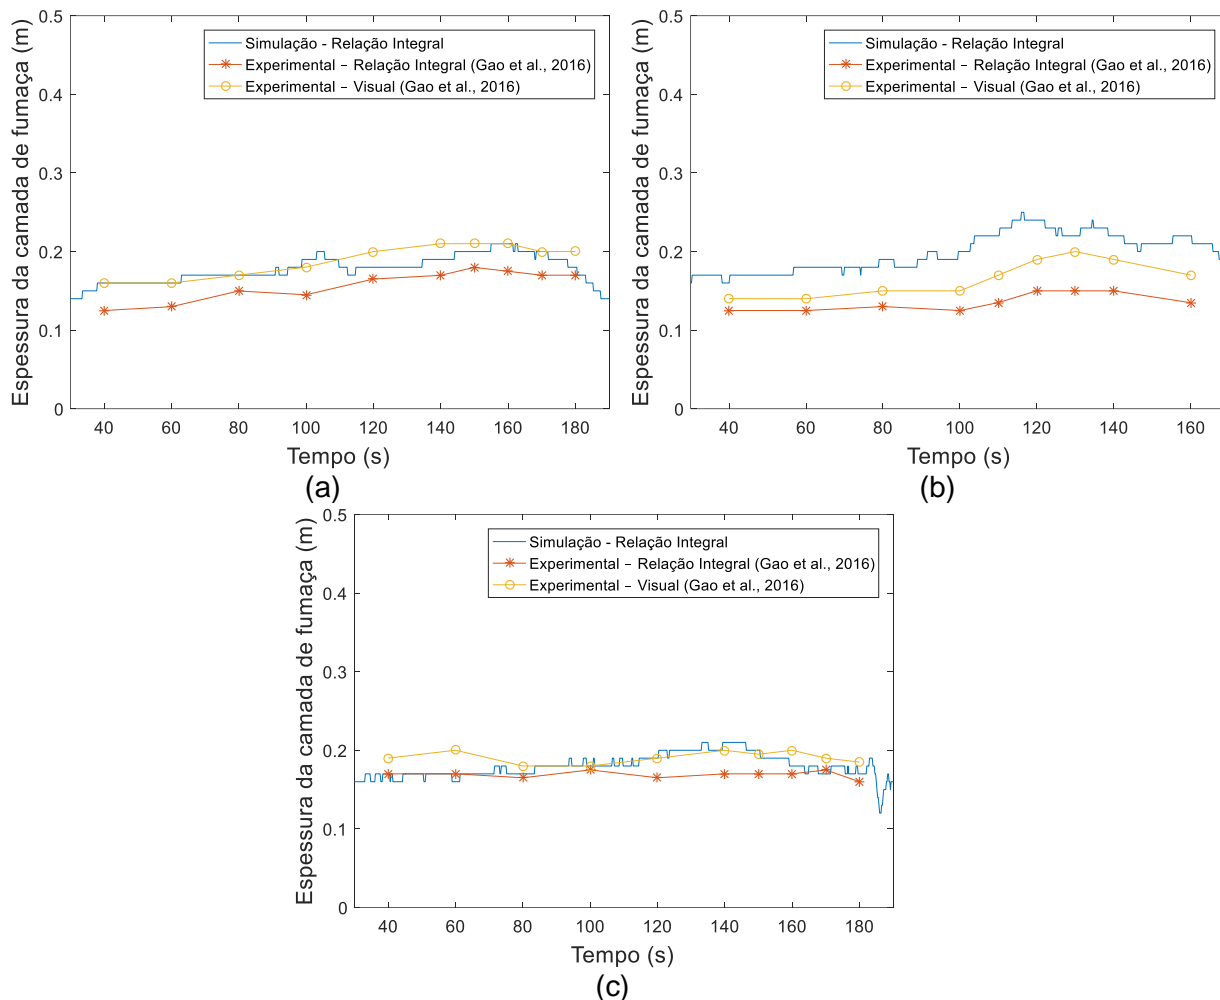 Espessura da camada de fumaça (m)
0.5
0.4
0.3
0.2
0.1
0
Simulação - Relação Integral
Experimental – Relação Integral (Gao et al., 2016)
Experimental – Visual (Gao et al., 2016)
40 60 80 100 120 140 160 180
Tempo (s)
(a)
Espessura da camada de fumaça (m)
0.5
0.4
0.3
0.2
0.1
0
Simulação - Relação Integral
Experimental – Relação Integral (Gao et al., 2016)
Experimental – Visual (Gao et al., 2016)
40 60 80 100 120 140 160
Tempo (s)
(b)
Espessura da camada de fumaça (m)
0.5
0.4
0.3
0.2
0.1
0
Simulação - Relação Integral
Experimental – Relação Integral (Gao et al., 2016)
Experimental – Visual (Gao et al., 2016)
40 60 80 100 120 140 160 180
Tempo (s)
(c)